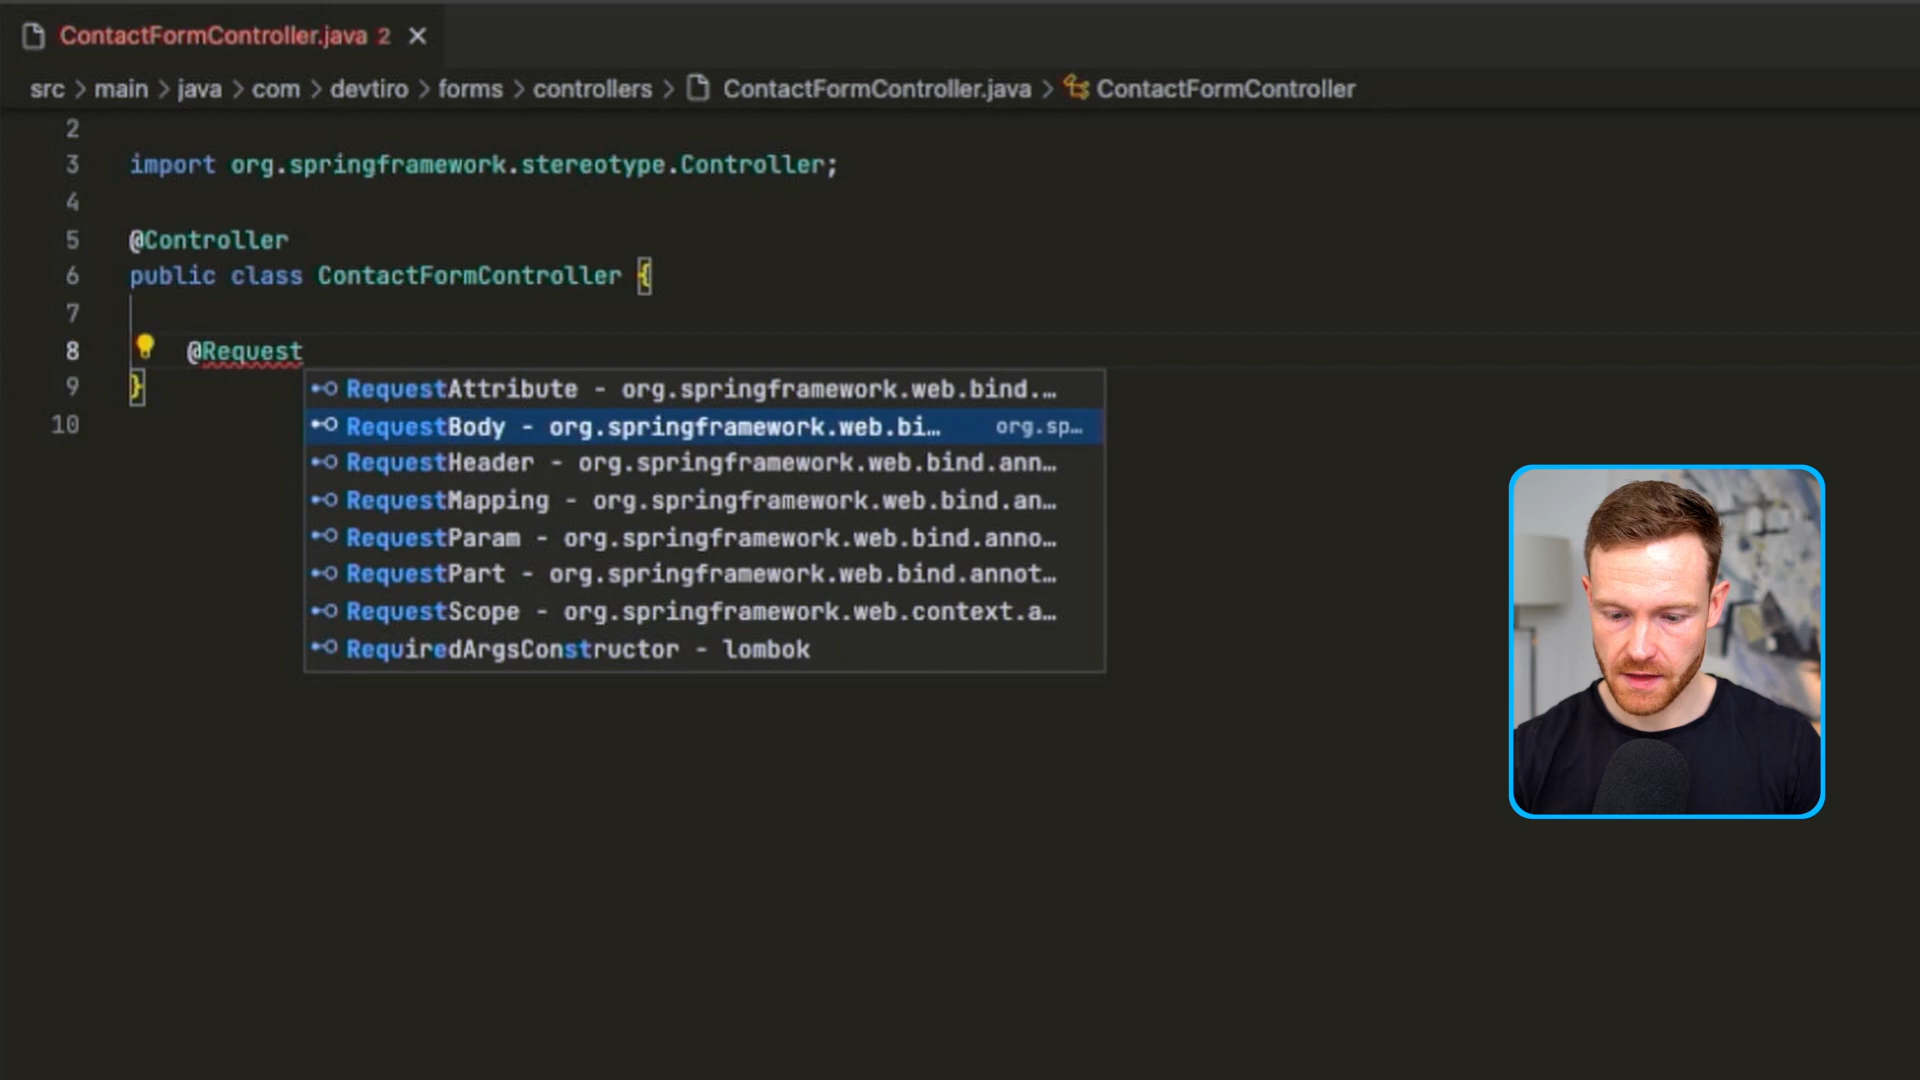 ContactFormController.java 2
src > main > java > com > devtiro > forms > controllers > ContactFormController.java > ContactFormController
2
3 import org.springframework.stereotype.Controller;
4
5 @Controller
6 public class ContactFormController {
7
8 @Request
9 }
10
RequestAttribute - org.springframework.web.bind.…
RequestBody - org.springframework.web.bi… org.sp…
RequestHeader - org.springframework.web.bind.ann…
RequestMapping - org.springframework.web.bind.an…
RequestParam - org.springframework.web.bind.anno…
RequestPart - org.springframework.web.bind.annot…
RequestScope - org.springframework.web.context.a…
RequiredArgsConstructor - lombok